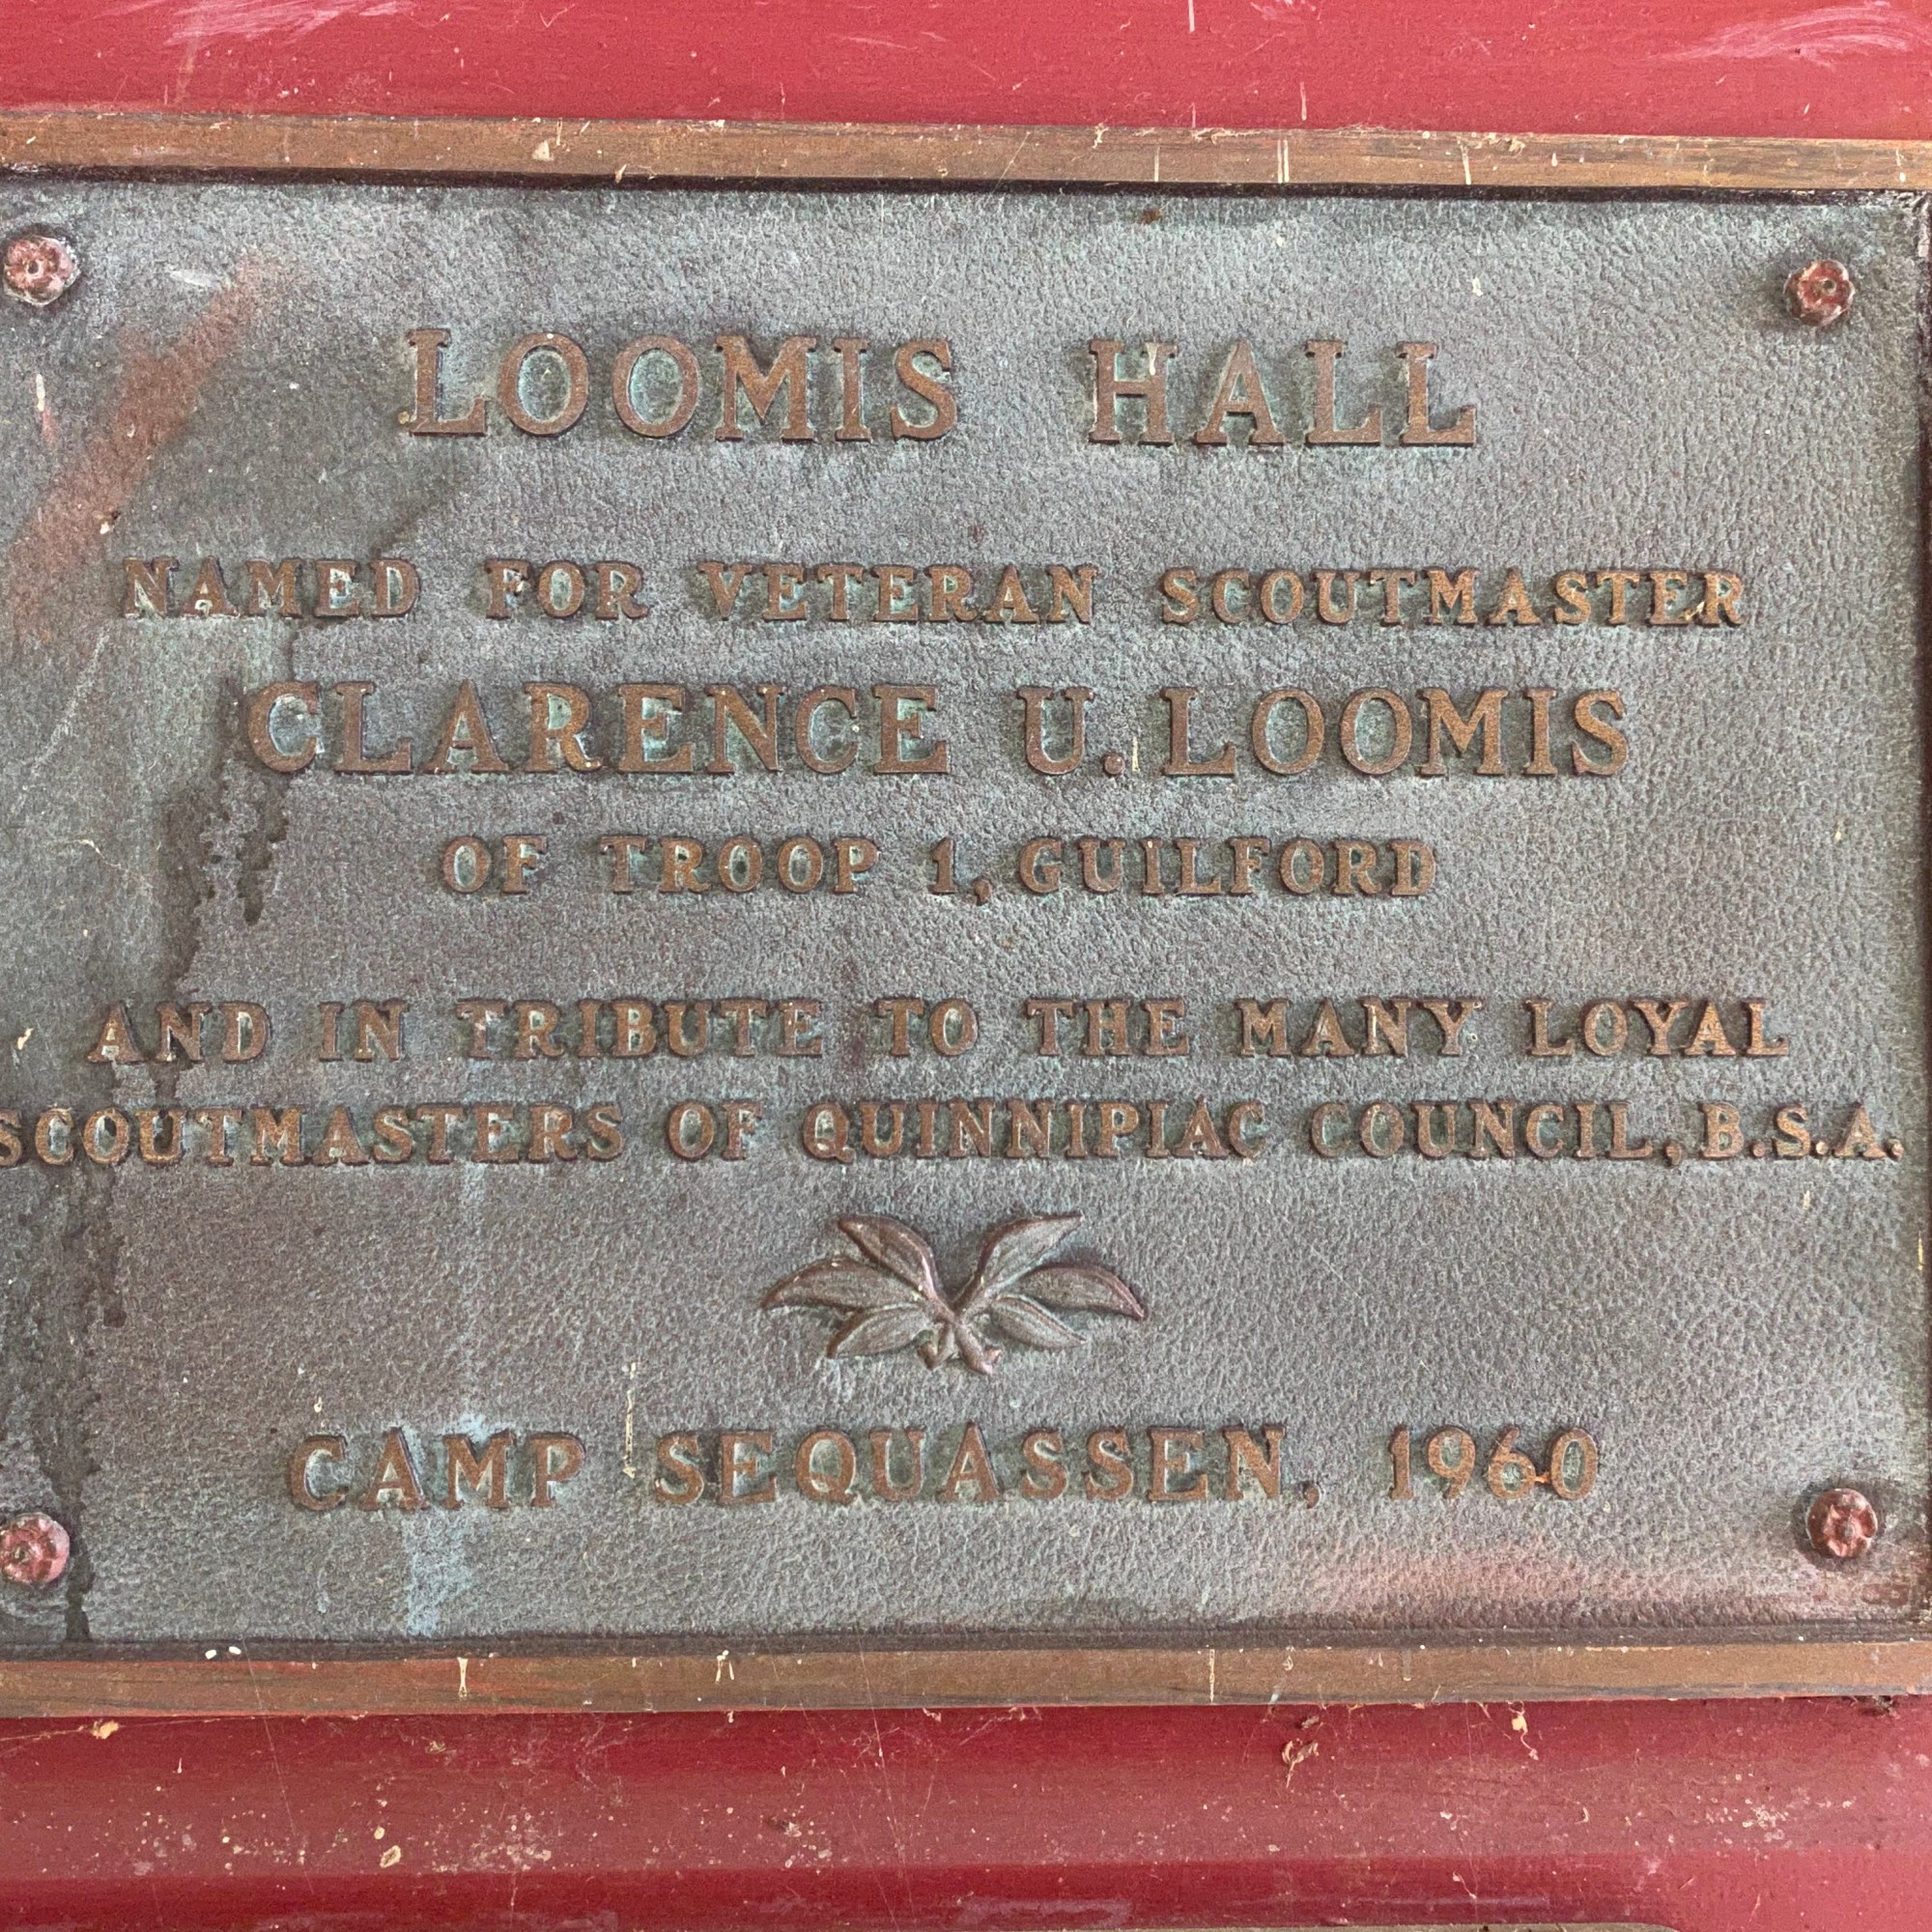 LOOMIS HALL
NAMED FOR VETERAN SCOUTMASTER
CLARENCE U. LOOMIS
OF TROOP 1, GUILFORD
AND IN TRIBUTE TO THE MANY LOYAL
SCOUTMASTERS OF QUINNIPIAC COUNCIL, B.S.A.
CAMP SEQUASSEN, 1960